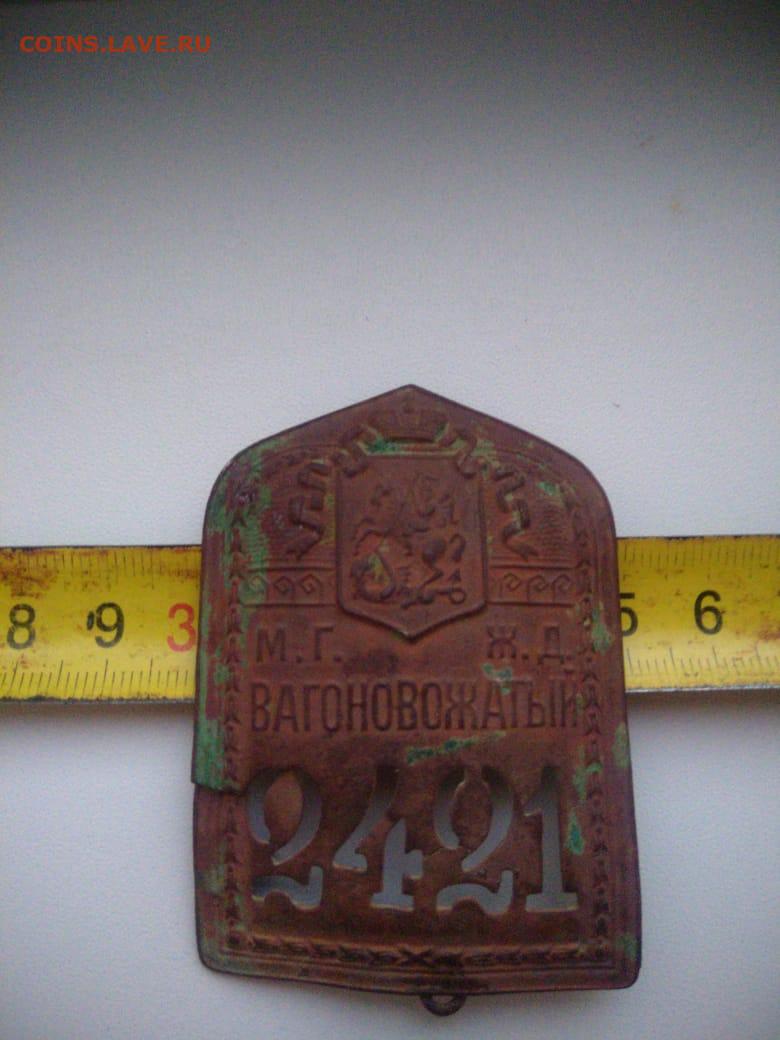 COINS.LAVE.RU
М.Г. Ж.Д.
ВАГОНОВОЖАТЫЙ
2421
8 9 3 5 6